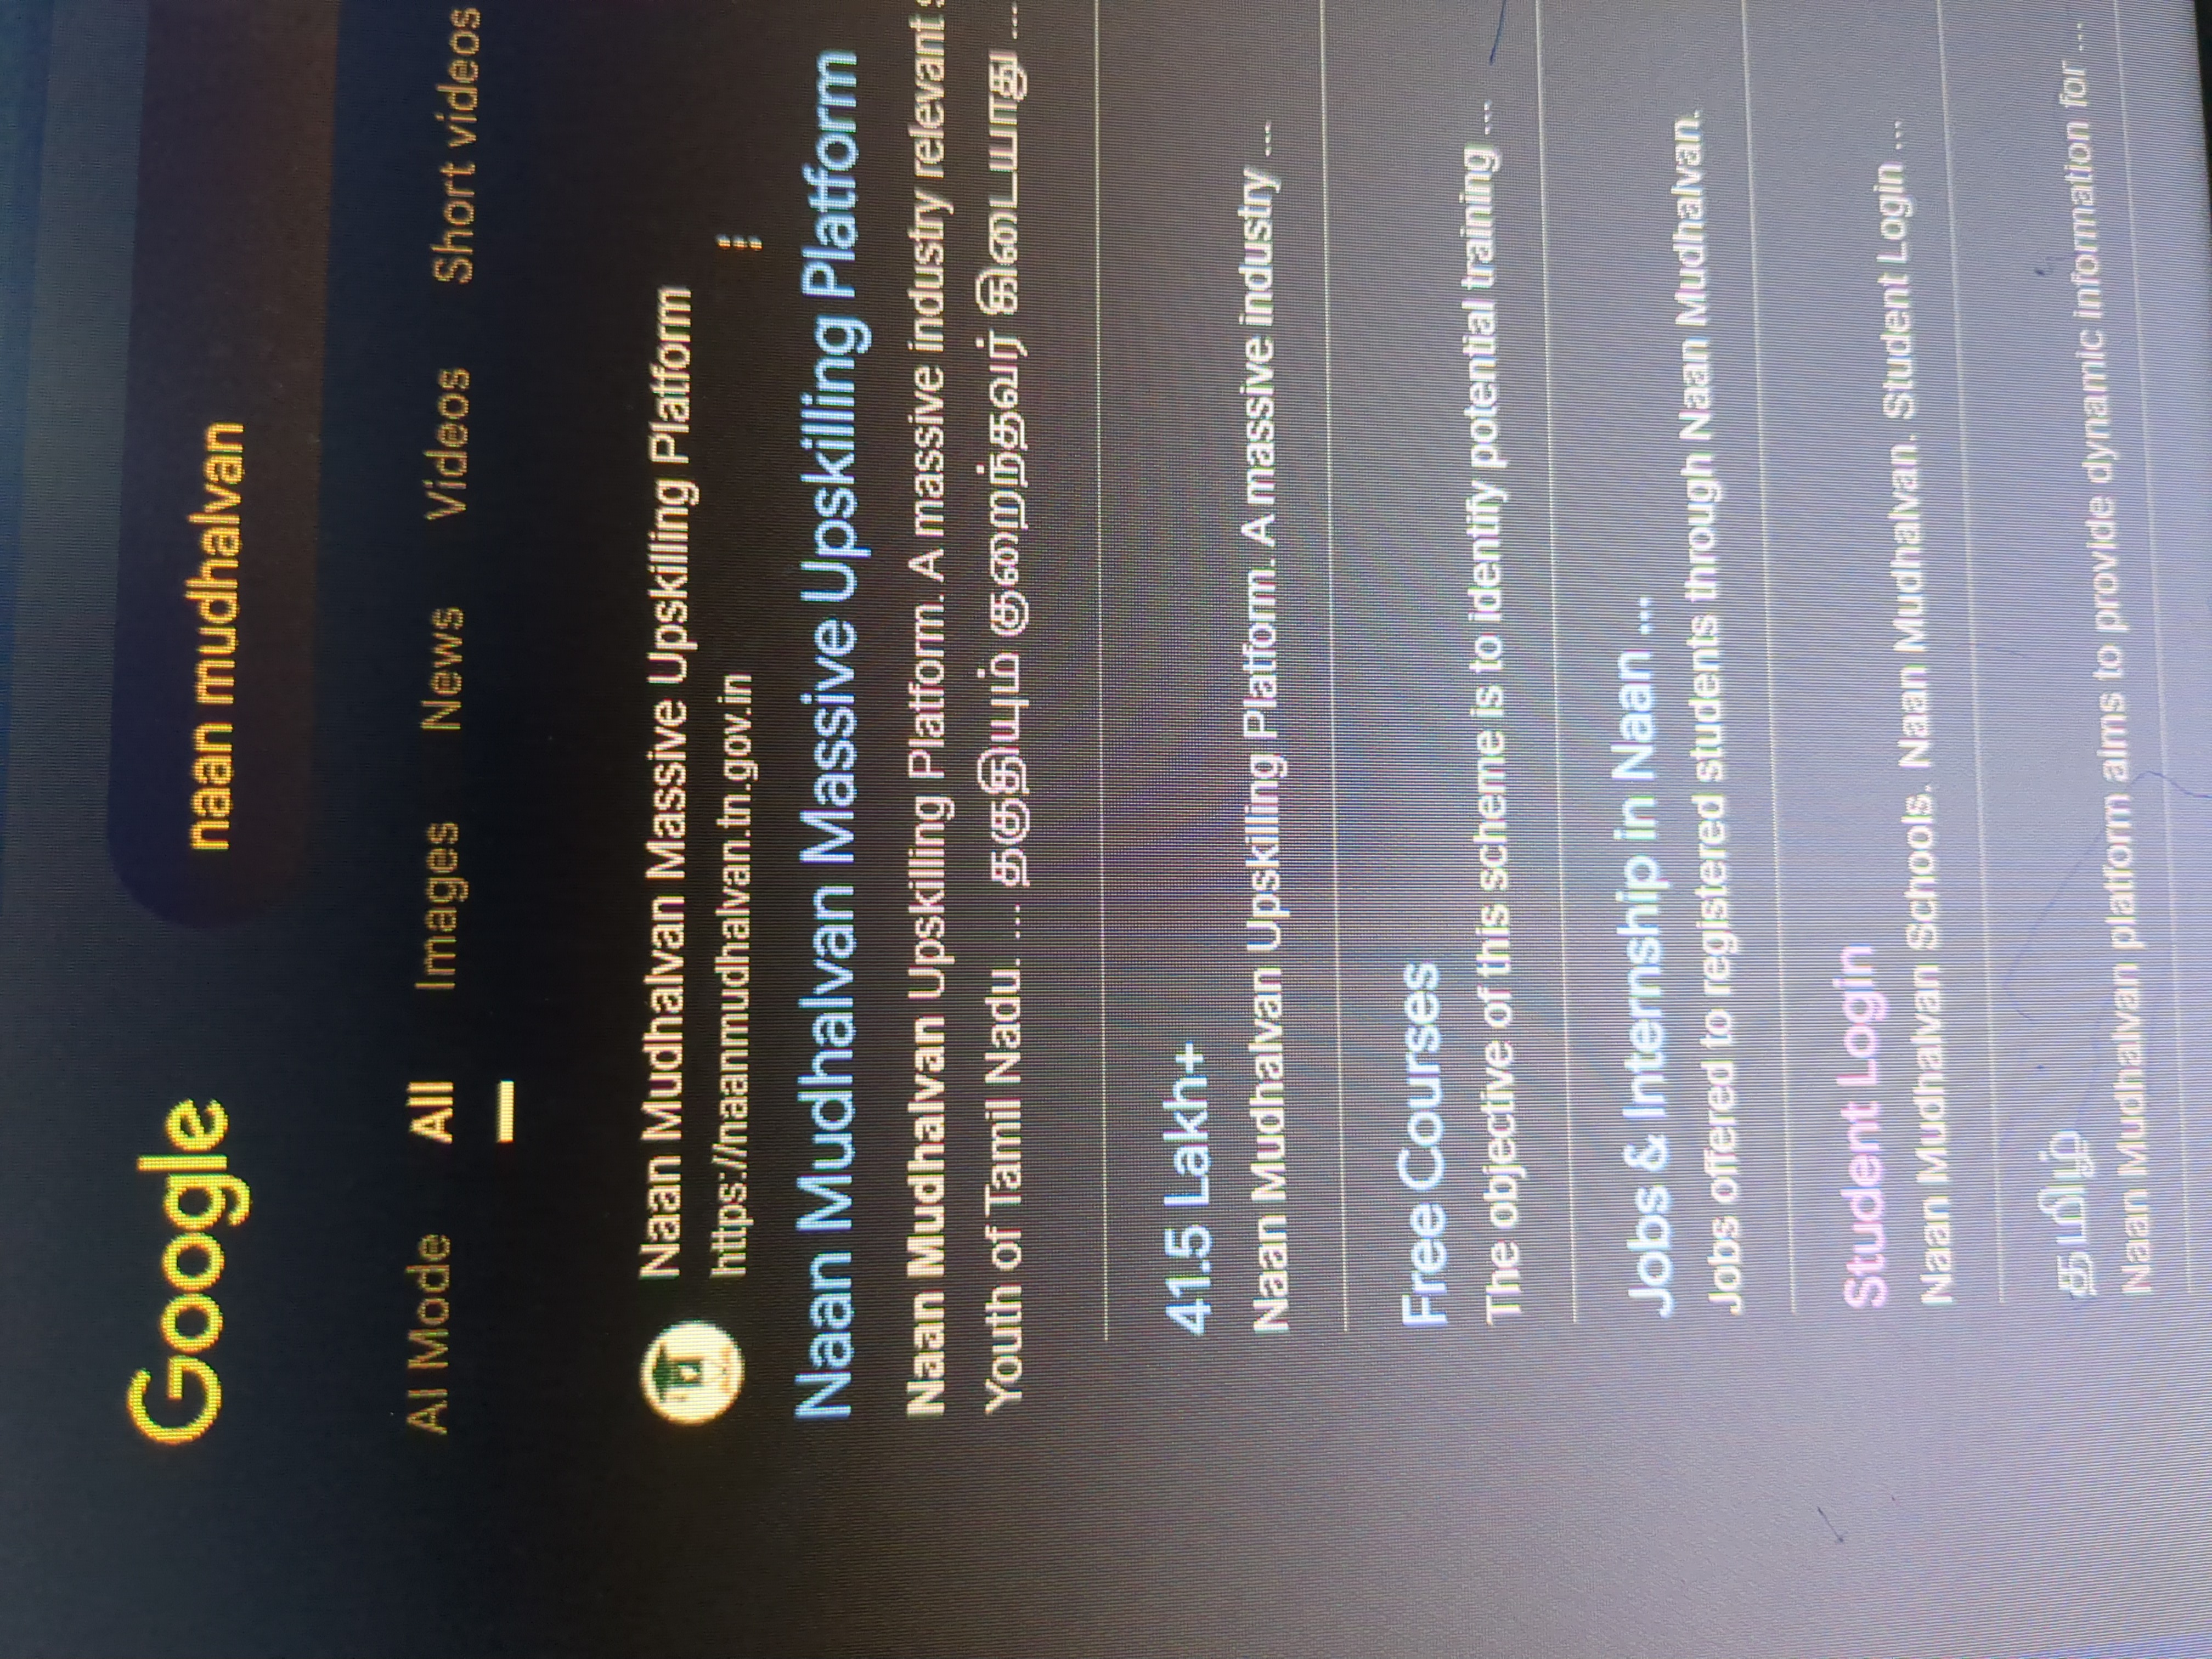 Google
naan mudhalvan
AI Mode All Images News Videos Short videos
Naan Mudhalvan Massive Upskilling Platform
https://naanmudhalvan.tn.gov.in
Naan Mudhalvan Massive Upskilling Platform
Naan Mudhalvan Upskilling Platform. A massive industry relevant
Youth of Tamil Nadu. ... தகுதியும் குறைந்தவர் கிடையாது ...
41.5 Lakh+
Naan Mudhalvan Upskilling Platform. A massive industry ...
Free Courses
The objective of this scheme is to identify potential training ...
Jobs & Internship in Naan ...
Jobs offered to registered students through Naan Mudhalvan.
Student Login
Naan Mudhalvan Schools. Naan Mudhalvan. Student Login ...
தமிழ்
Naan Mudhalvan platform aims to provide dynamic information for ...